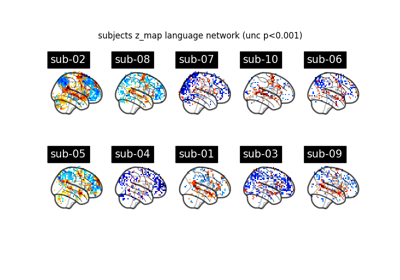 subjects z_map language network (unc p<0.001)
sub-02 sub-08 sub-07 sub-10 sub-06
sub-05 sub-04 sub-01 sub-03 sub-09